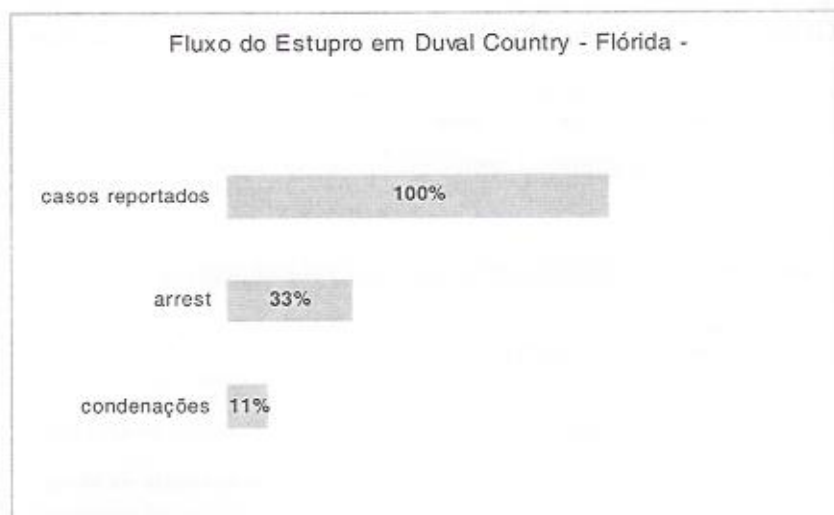 Fluxo do Estupro em Duval Country - Flórida -
casos reportados 100%
arrest 33%
condenações 11%